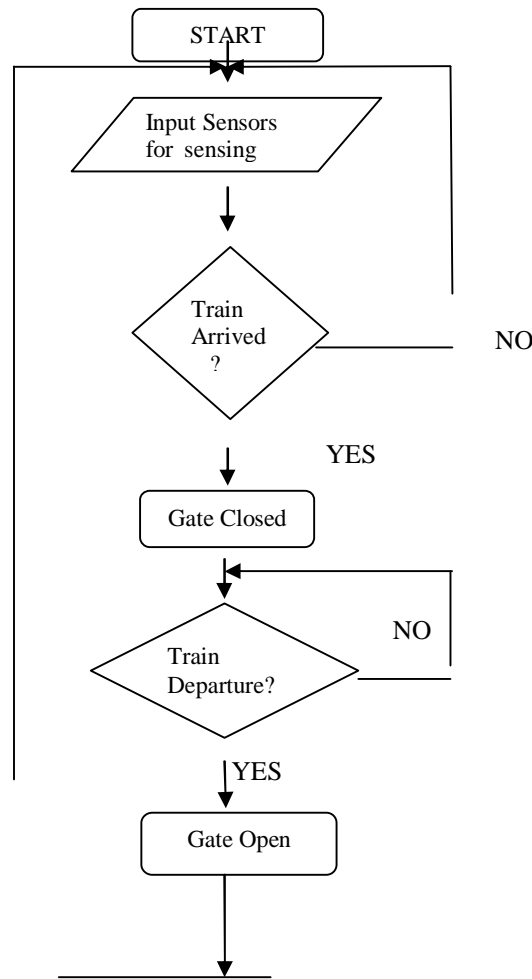 START
Input Sensors
for sensing
Train
Arrived
?
NO
YES
Gate Closed
NO
Train
Departure?
YES
Gate Open